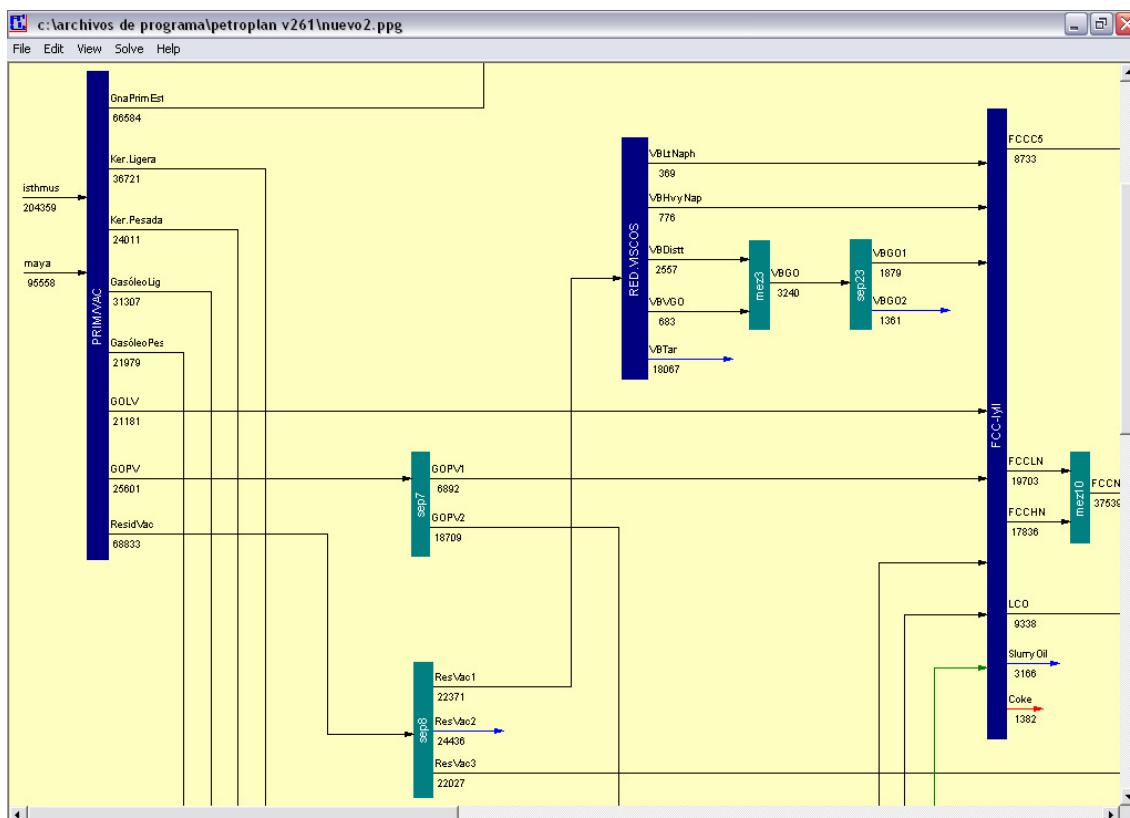 c:\archivos de programa\petroplan v261\nuevo2.ppg
File Edit View Solve Help
isthmus
204359
maya
95558
PRIM/VAC
GnaPrimEst
66584
Ker.Ligera
36721
Ker.Pesada
24011
GasóleoLig
31307
GasóleoPes
21979
GOLV
21181
GOPV
25601
ResidVac
68833
sep7
GOPV1
6892
GOPV2
18709
sep8
ResVac1
22371
ResVac2
24436
ResVac3
22027
RED.VISCOS
VBLtNaph
369
VBHvyNap
776
VBDistt
2557
VBVGO
683
VBTar
18067
mez3
VBGO
3240
sep23
VBGO1
1879
VBGO2
1361
FCC-IyII
FCCC5
8733
FCCLN
19703
FCCHN
17836
mez10
FCCN
37539
LCO
9338
SlurryOil
3166
Coke
1382